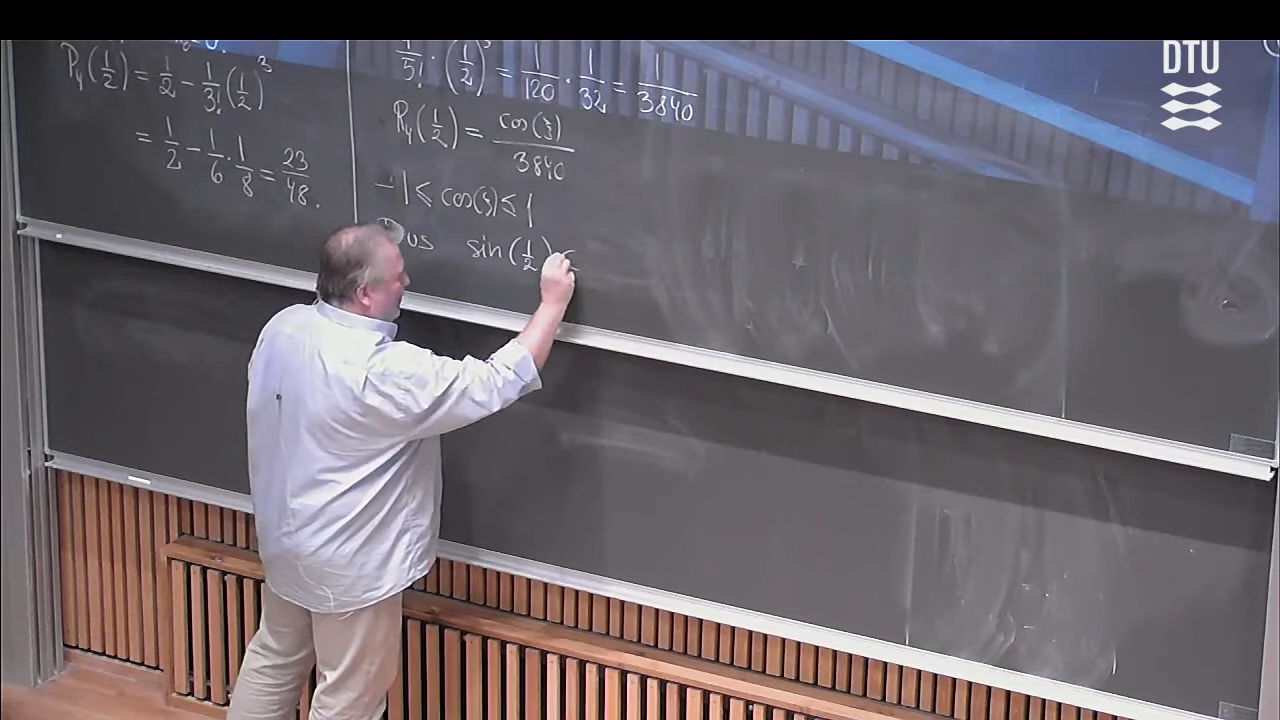 P₄(1/2) = 1/2 - 1/3! (1/2)³
= 1/2 - 1/6 · 1/8 = 23/48.
1/5! · (1/2)⁵ = 1/120 · 1/32 = 1/3840
R₄(1/2) = cos(ξ)/3840
-1 ≤ cos(ξ) ≤ 1
sin(1/2)
DTU